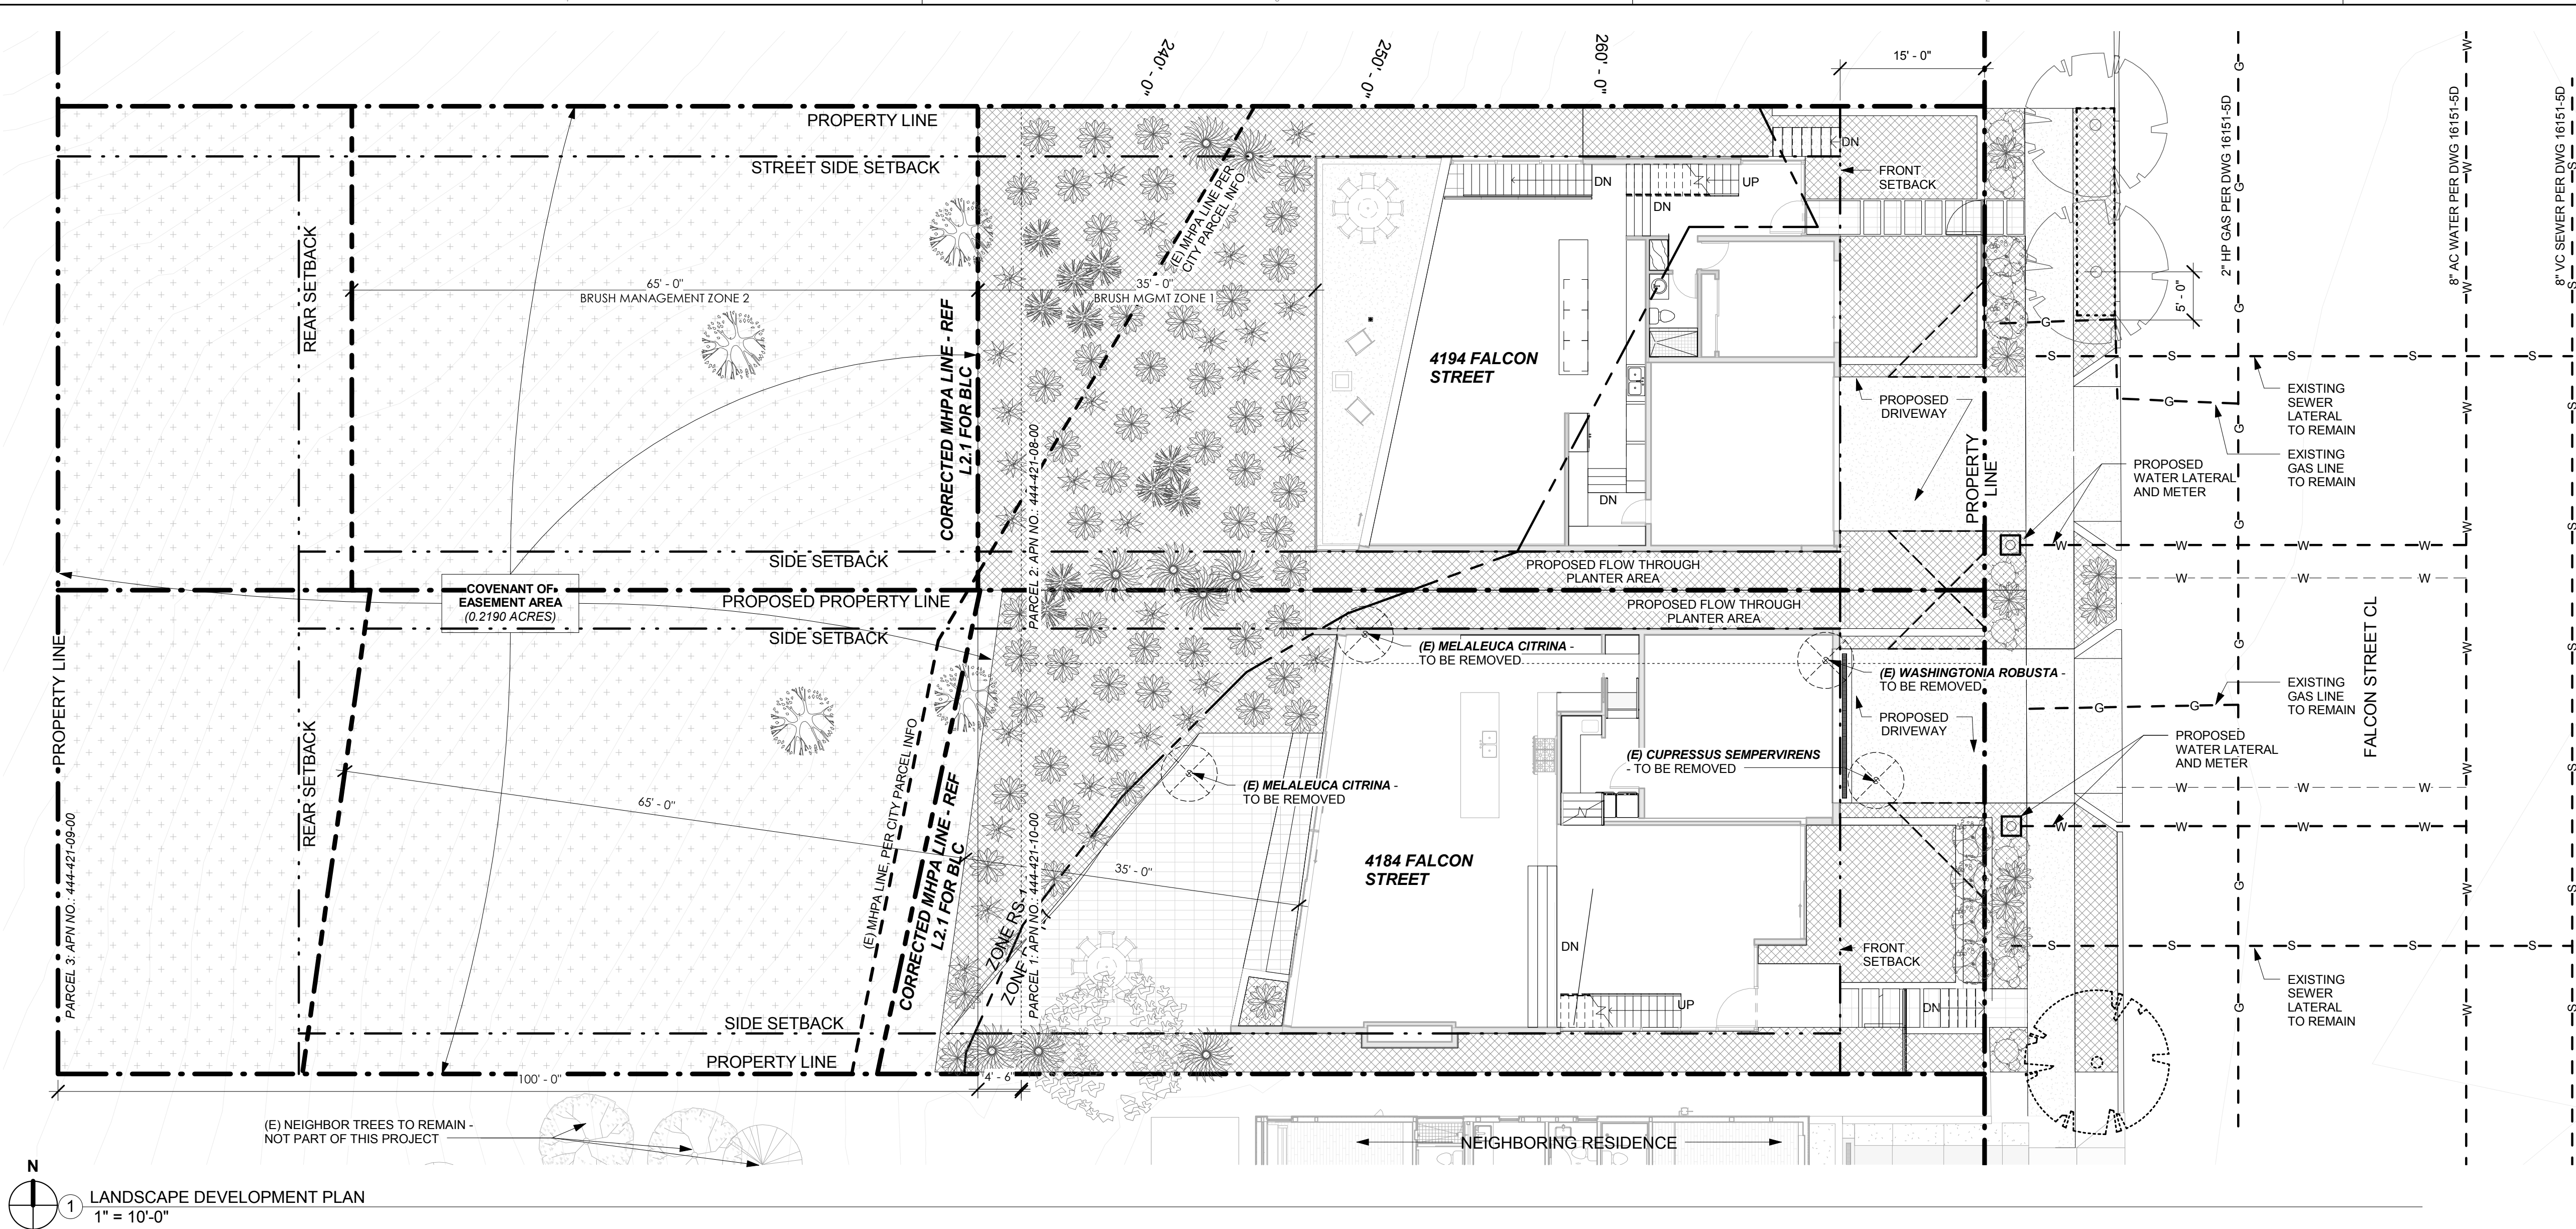 240' - 0"
250' - 0"
260' - 0"
15' - 0"
PROPERTY LINE
STREET SIDE SETBACK
REAR SETBACK
65' - 0"
BRUSH MANAGEMENT ZONE 2
35' - 0"
BRUSH MGMT ZONE 1
(E) MHPA LINE PER
CITY PARCEL INFO
CORRECTED MHPA LINE - REF
L2.1 FOR BLC
PARCEL 2: APN NO.: 444-421-08-00
DN
UP
DN
DN
FRONT
SETBACK
4194 FALCON
STREET
DN
PROPOSED
DRIVEWAY
PROPERTY
LINE
5' - 0"
2" HP GAS PER DWG 16151-5D
8" AC WATER PER DWG 16151-5D
8" VC SEWER PER DWG 16151-5D
EXISTING
SEWER
LATERAL
TO REMAIN
EXISTING
GAS LINE
TO REMAIN
PROPOSED
WATER LATERAL
AND METER
SIDE SETBACK
PROPOSED FLOW THROUGH
PLANTER AREA
COVENANT OF
EASEMENT AREA
(0.2190 ACRES)
PROPOSED PROPERTY LINE
PROPOSED FLOW THROUGH
PLANTER AREA
SIDE SETBACK
(E) MELALEUCA CITRINA -
TO BE REMOVED
(E) WASHINGTONIA ROBUSTA -
TO BE REMOVED
PROPERTY LINE
REAR SETBACK
PARCEL 3: APN NO.: 444-421-09-00
65' - 0"
(E) MHPA LINE, PER CITY PARCEL INFO
CORRECTED MHPA LINE - REF
L2.1 FOR BLC
ZONE RS-1
ZONE
PARCEL 1: APN NO.: 444-421-10-00
35' - 0"
(E) MELALEUCA CITRINA -
TO BE REMOVED
(E) CUPRESSUS SEMPERVIRENS
- TO BE REMOVED
PROPOSED
DRIVEWAY
EXISTING
GAS LINE
TO REMAIN
PROPOSED
WATER LATERAL
AND METER
FALCON STREET CL
4184 FALCON
STREET
DN
UP
FRONT
SETBACK
DN
EXISTING
SEWER
LATERAL
TO REMAIN
SIDE SETBACK
PROPERTY LINE
100' - 0"
4' - 6"
(E) NEIGHBOR TREES TO REMAIN -
NOT PART OF THIS PROJECT
NEIGHBORING RESIDENCE
N
1
LANDSCAPE DEVELOPMENT PLAN
1" = 10'-0"